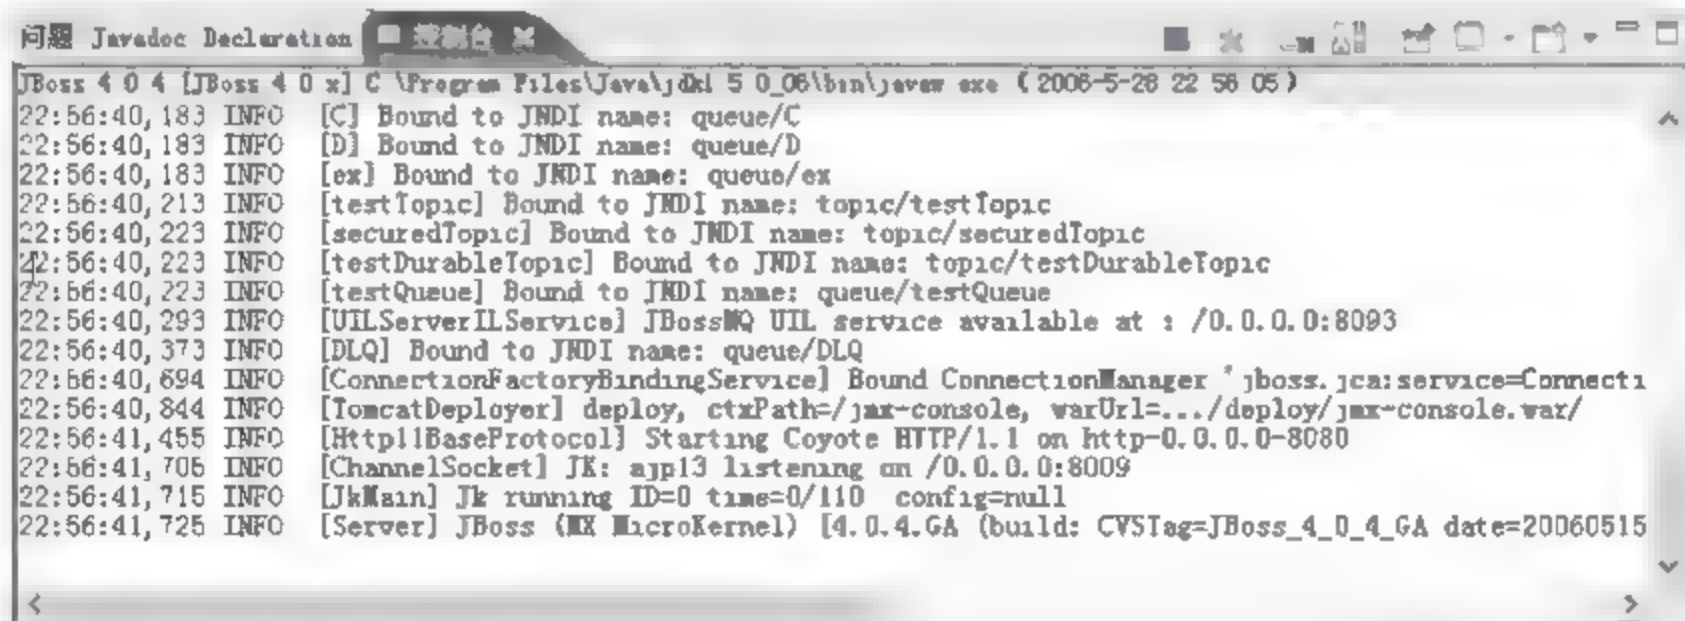 问题 Javadoc Declaration 控制台
JBoss 4 0 4 [JBoss 4 0 x] C \Program Files\Java\jdk1 5 0_06\bin\javaw exe ( 2006-5-28 22 56 05 )
22:56:40,183 INFO [C] Bound to JNDI name: queue/C
22:56:40,183 INFO [D] Bound to JNDI name: queue/D
22:56:40,183 INFO [ex] Bound to JNDI name: queue/ex
22:56:40,213 INFO [testTopic] Bound to JNDI name: topic/testTopic
22:56:40,223 INFO [securedTopic] Bound to JNDI name: topic/securedTopic
22:56:40,223 INFO [testDurableTopic] Bound to JNDI name: topic/testDurableTopic
22:56:40,223 INFO [testQueue] Bound to JNDI name: queue/testQueue
22:56:40,293 INFO [UILServerILService] JBossMQ UIL service available at : /0.0.0.0:8093
22:56:40,373 INFO [DLQ] Bound to JNDI name: queue/DLQ
22:56:40,694 INFO [ConnectionFactoryBindingService] Bound ConnectionManager 'jboss.jca:service=Connecti
22:56:40,844 INFO [TomcatDeployer] deploy, ctxPath=/jmx-console, warUrl=.../deploy/jmx-console.war/
22:56:41,455 INFO [Http11BaseProtocol] Starting Coyote HTTP/1.1 on http-0.0.0.0-8080
22:56:41,705 INFO [ChannelSocket] JK: ajp13 listening on /0.0.0.0:8009
22:56:41,715 INFO [JkMain] Jk running ID=0 time=0/110 config=null
22:56:41,725 INFO [Server] JBoss (MX MicroKernel) [4.0.4.GA (build: CVSTag=JBoss_4_0_4_GA date=20060515